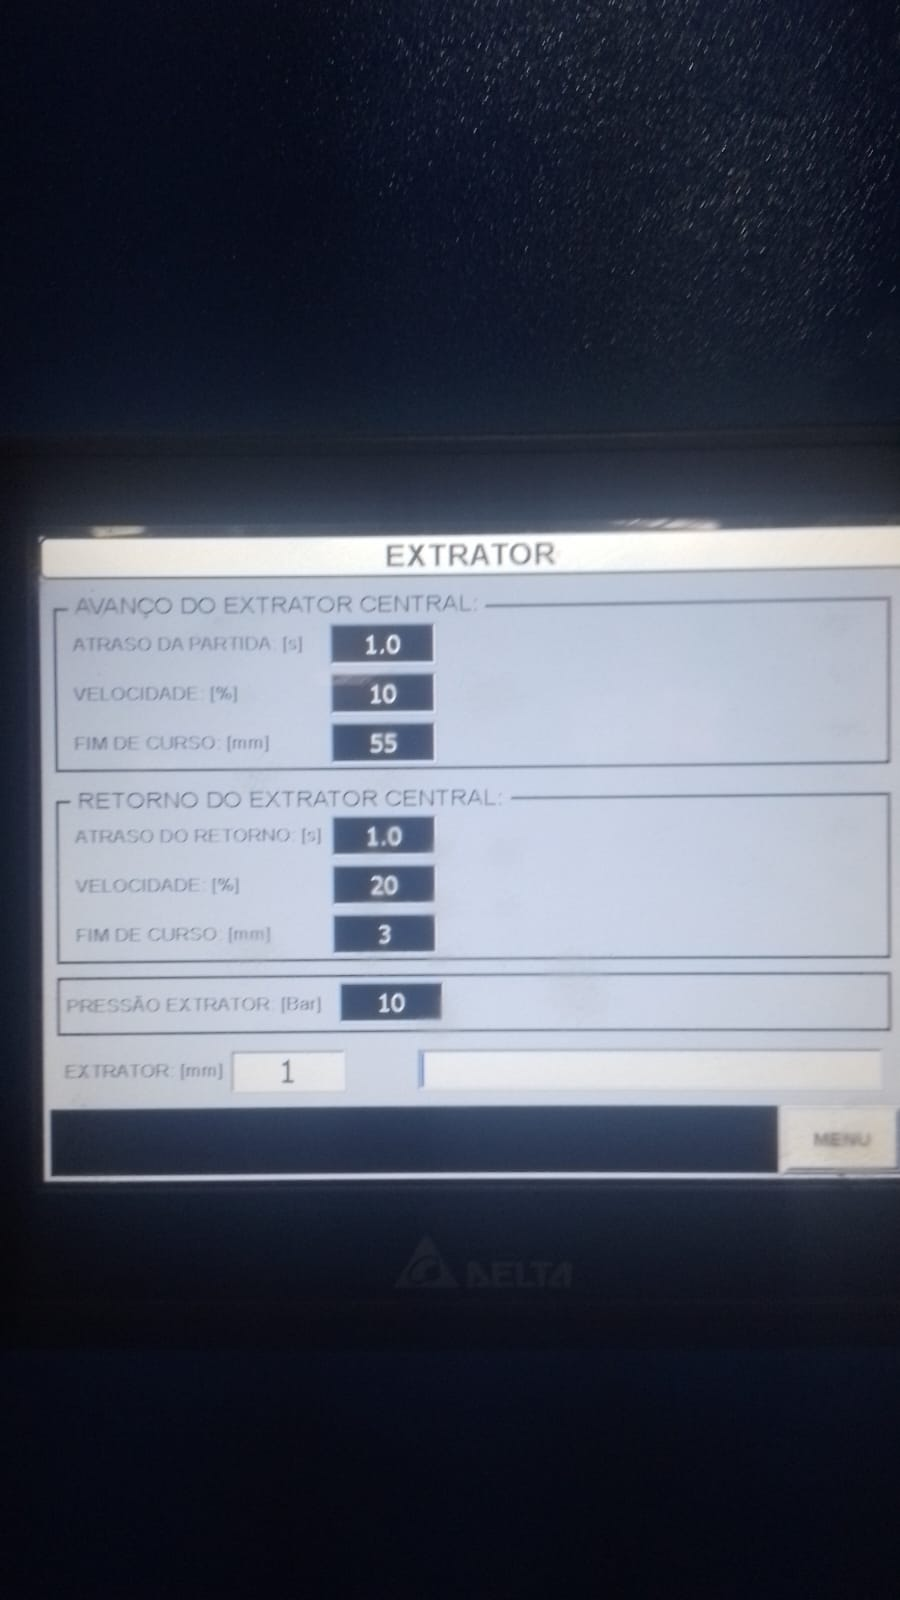 EXTRATOR
AVANÇO DO EXTRATOR CENTRAL:
ATRASO DA PARTIDA: [s] 1.0
VELOCIDADE: [%] 10
FIM DE CURSO: [mm] 55
RETORNO DO EXTRATOR CENTRAL:
ATRASO DO RETORNO: [s] 1.0
VELOCIDADE: [%] 20
FIM DE CURSO: [mm] 3
PRESSÃO EXTRATOR: [Bar] 10
EXTRATOR: [mm] 1
MENU
DELTA